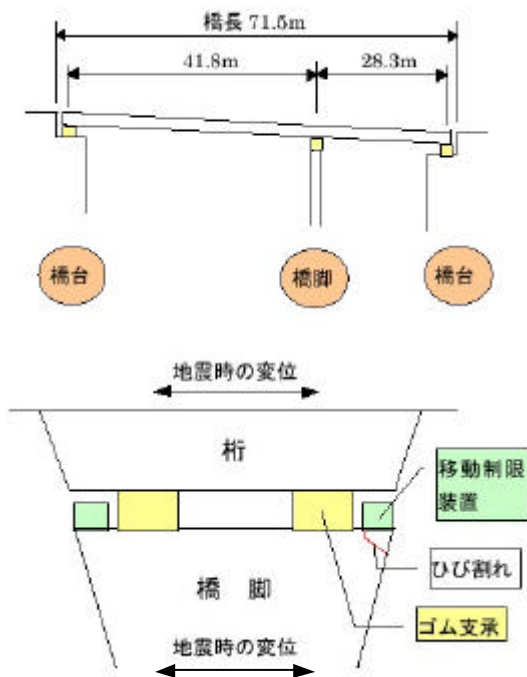 橋長 71.5m
41.8m
28.3m
橋台
橋脚
橋台
地震時の変位
桁
移動制限
装置
ひび割れ
橋 脚
ゴム支承
地震時の変位